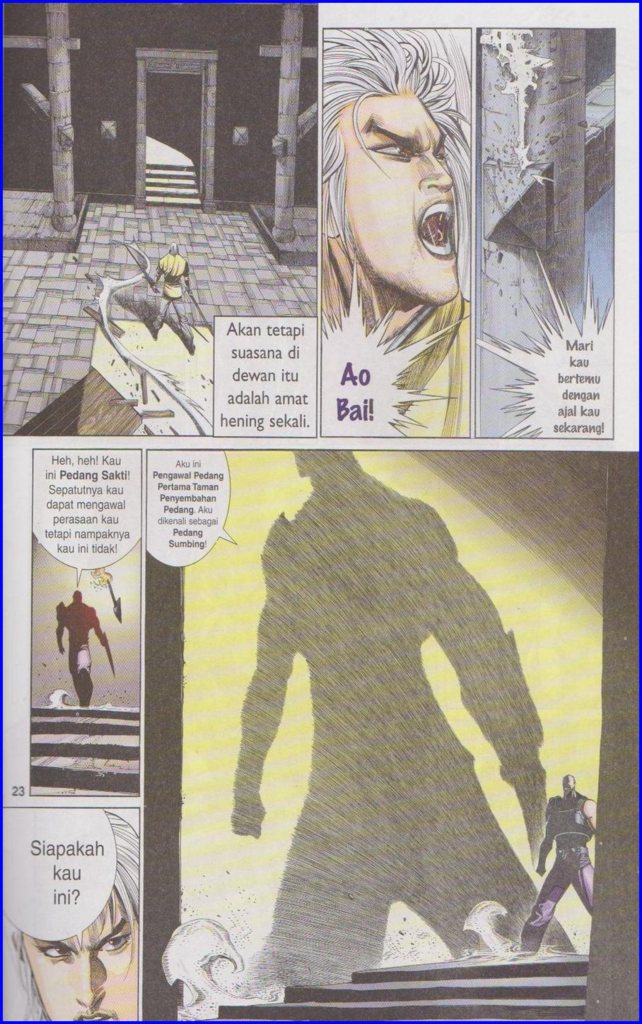 Akan tetapi
suasana di
dewan itu
adalah amat
hening sekali.
Ao
Bai!
Mari
kau
bertemu
dengan
ajal kau
sekarang!
Heh, heh! Kau
ini Pedang Sakti!
Sepatutnya kau
dapat mengawal
perasaan kau
tetapi nampaknya
kau ini tidak!
Aku ini
Pengawal Pedang
Pertama Taman
Penyembahan
Pedang. Aku
dikenali sebagai
Pedang
Sumbing!
23
Siapakah
kau
ini?